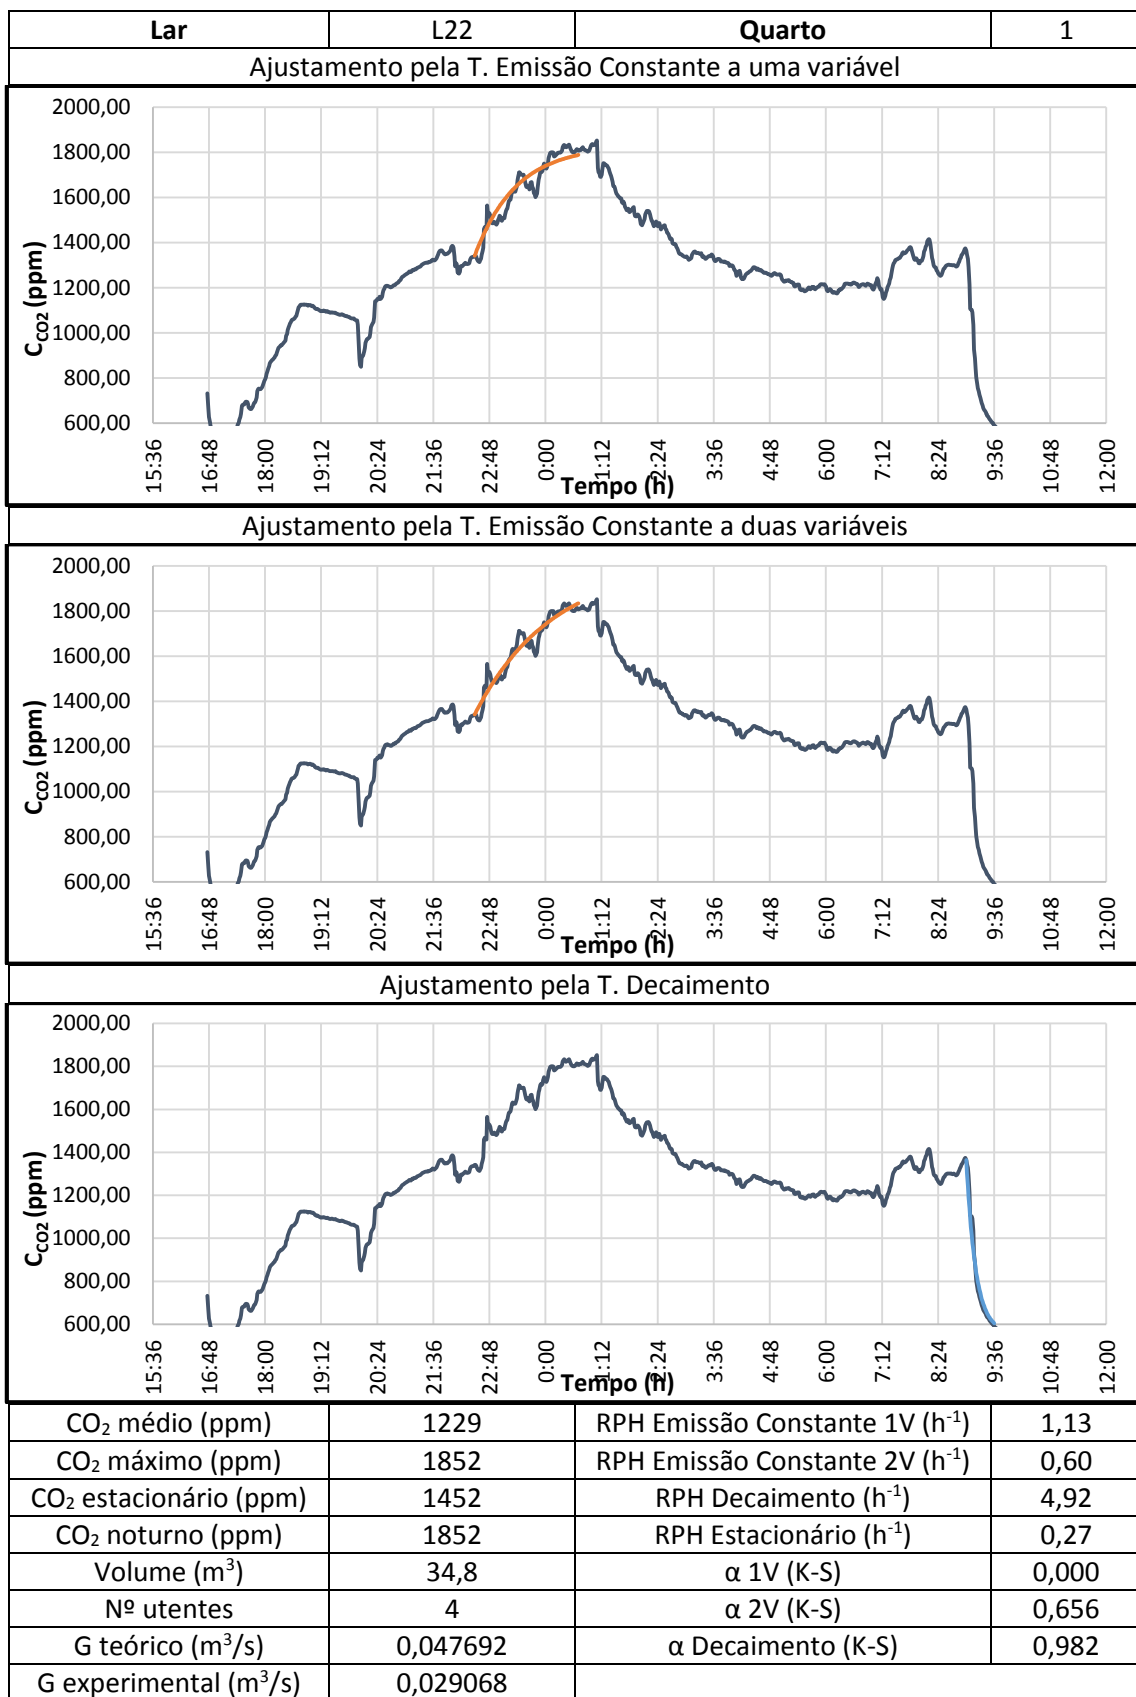 Lar L22 Quarto 1
Ajustamento pela T. Emissão Constante a uma variável
2000,00
1800,00
1600,00
1400,00
1200,00
1000,00
800,00
600,00
C_CO2 (ppm)
15:36 16:48 18:00 19:12 20:24 21:36 22:48 0:00 1:12 2:24 3:36 4:48 6:00 7:12 8:24 9:36 10:48 12:00
Tempo (h)
Ajustamento pela T. Emissão Constante a duas variáveis
2000,00
1800,00
1600,00
1400,00
1200,00
1000,00
800,00
600,00
C_CO2 (ppm)
15:36 16:48 18:00 19:12 20:24 21:36 22:48 0:00 1:12 2:24 3:36 4:48 6:00 7:12 8:24 9:36 10:48 12:00
Tempo (h)
Ajustamento pela T. Decaimento
2000,00
1800,00
1600,00
1400,00
1200,00
1000,00
800,00
600,00
C_CO2 (ppm)
15:36 16:48 18:00 19:12 20:24 21:36 22:48 0:00 1:12 2:24 3:36 4:48 6:00 7:12 8:24 9:36 10:48 12:00
Tempo (h)
CO₂ médio (ppm) 1229 RPH Emissão Constante 1V (h⁻¹) 1,13
CO₂ máximo (ppm) 1852 RPH Emissão Constante 2V (h⁻¹) 0,60
CO₂ estacionário (ppm) 1452 RPH Decaimento (h⁻¹) 4,92
CO₂ noturno (ppm) 1852 RPH Estacionário (h⁻¹) 0,27
Volume (m³) 34,8 α 1V (K-S) 0,000
Nº utentes 4 α 2V (K-S) 0,656
G teórico (m³/s) 0,047692 α Decaimento (K-S) 0,982
G experimental (m³/s) 0,029068